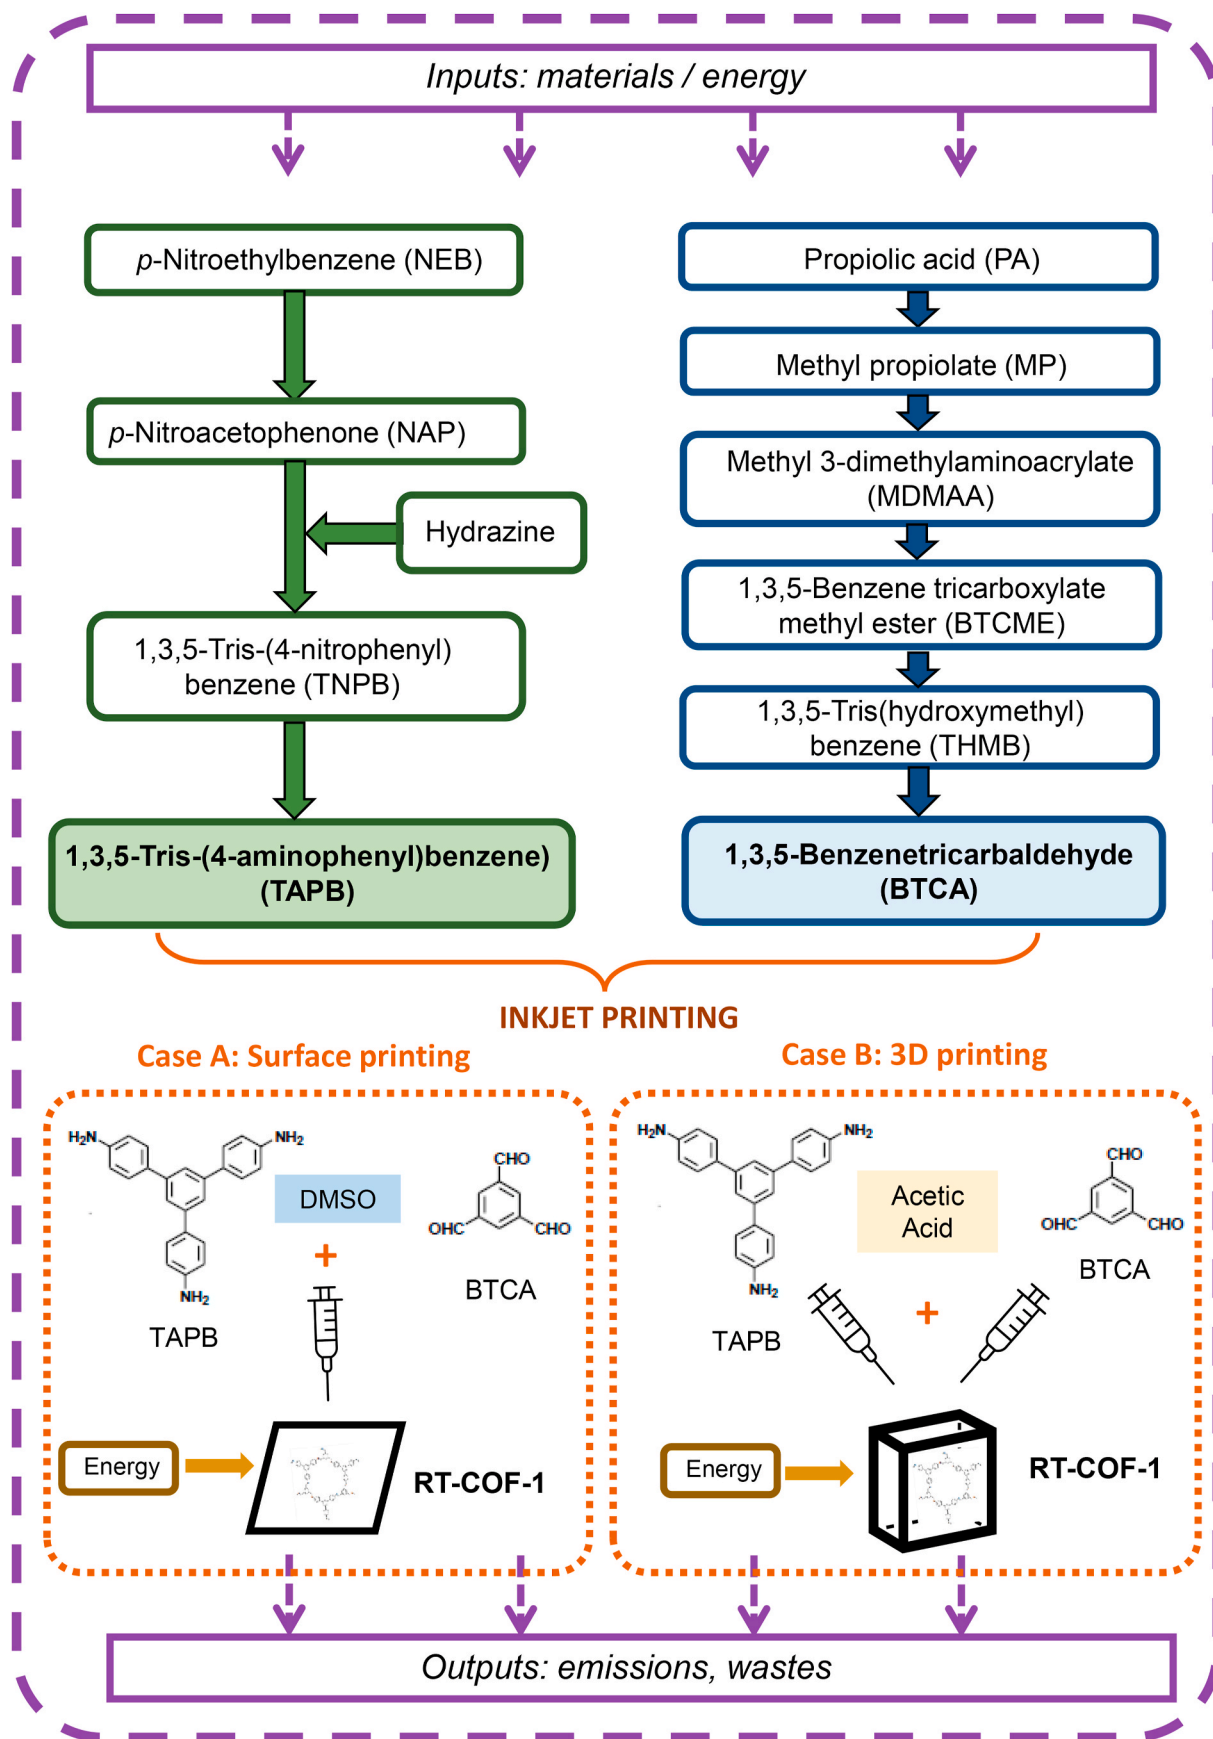 Inputs: materials / energy
p-Nitroethylbenzene (NEB)
p-Nitroacetophenone (NAP)
Hydrazine
1,3,5-Tris-(4-nitrophenyl)
benzene (TNPB)
1,3,5-Tris-(4-aminophenyl)benzene)
(TAPB)
Propiolic acid (PA)
Methyl propiolate (MP)
Methyl 3-dimethylaminoacrylate
(MDMAA)
1,3,5-Benzene tricarboxylate
methyl ester (BTCME)
1,3,5-Tris(hydroxymethyl)
benzene (THMB)
1,3,5-Benzenetricarbaldehyde
(BTCA)
INKJET PRINTING
Case A: Surface printing
H₂N
NH₂
NH₂
TAPB
DMSO
+
CHO
OHC
CHO
BTCA
Energy
RT-COF-1
Case B: 3D printing
H₂N
NH₂
NH₂
TAPB
Acetic
Acid
+
CHO
OHC
CHO
BTCA
Energy
RT-COF-1
Outputs: emissions, wastes